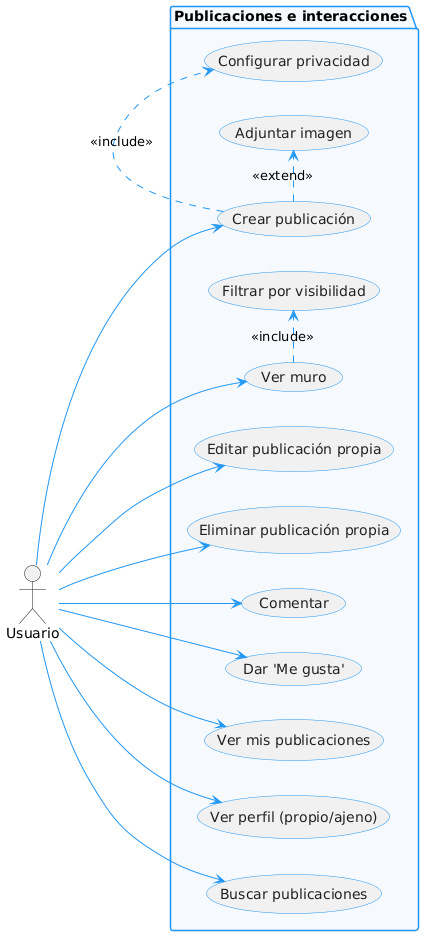 Publicaciones e interacciones
Configurar privacidad
Adjuntar imagen
«include»
«extend»
Crear publicación
Filtrar por visibilidad
«include»
Ver muro
Editar publicación propia
Eliminar publicación propia
Comentar
Usuario
Dar 'Me gusta'
Ver mis publicaciones
Ver perfil (propio/ajeno)
Buscar publicaciones